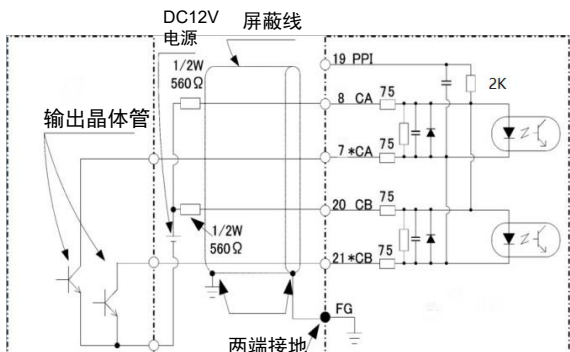 DC12V
电源
屏蔽线
1/2W
560Ω
19 PPI
2K
8 CA
75
输出晶体管
7 *CA
75
20 CB
75
1/2W
560Ω
21*CB
75
FG
两端接地